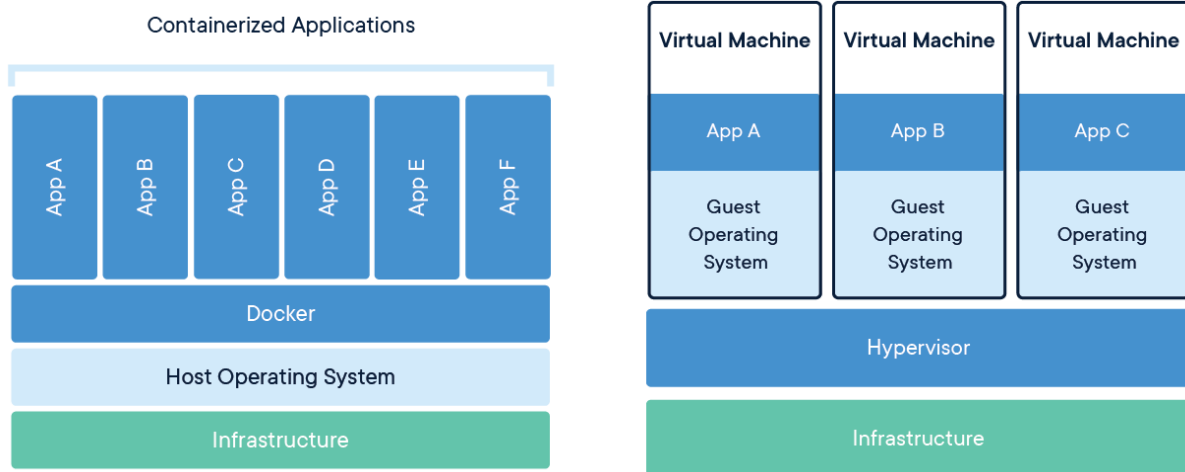 Containerized Applications
App A
App B
App C
App D
App E
App F
Docker
Host Operating System
Infrastructure
Virtual Machine
App A
Guest
Operating
System
Virtual Machine
App B
Guest
Operating
System
Virtual Machine
App C
Guest
Operating
System
Hypervisor
Infrastructure